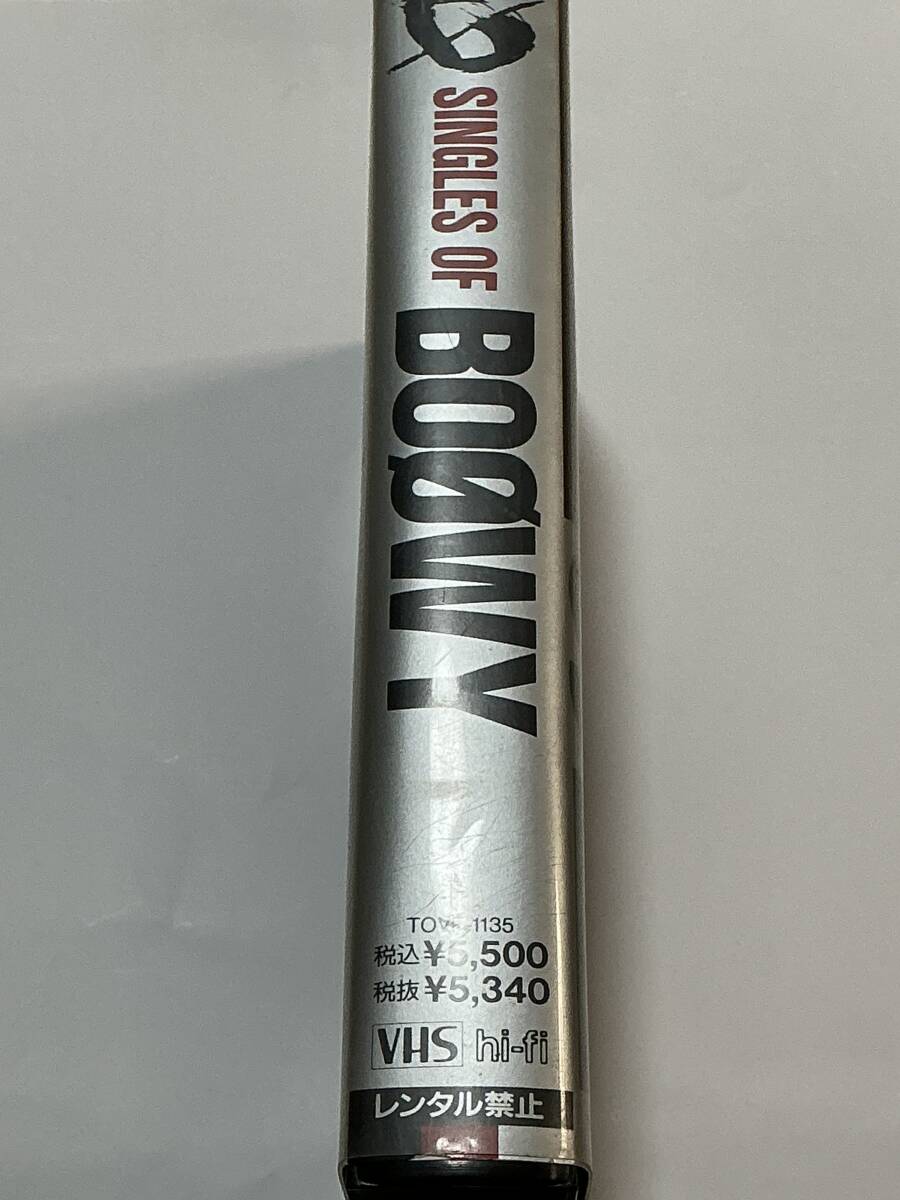 SINGLES OF
BOØWY
TOVF-1135
税込 ¥5,500
税抜 ¥5,340
VHS hi-fi
レンタル禁止